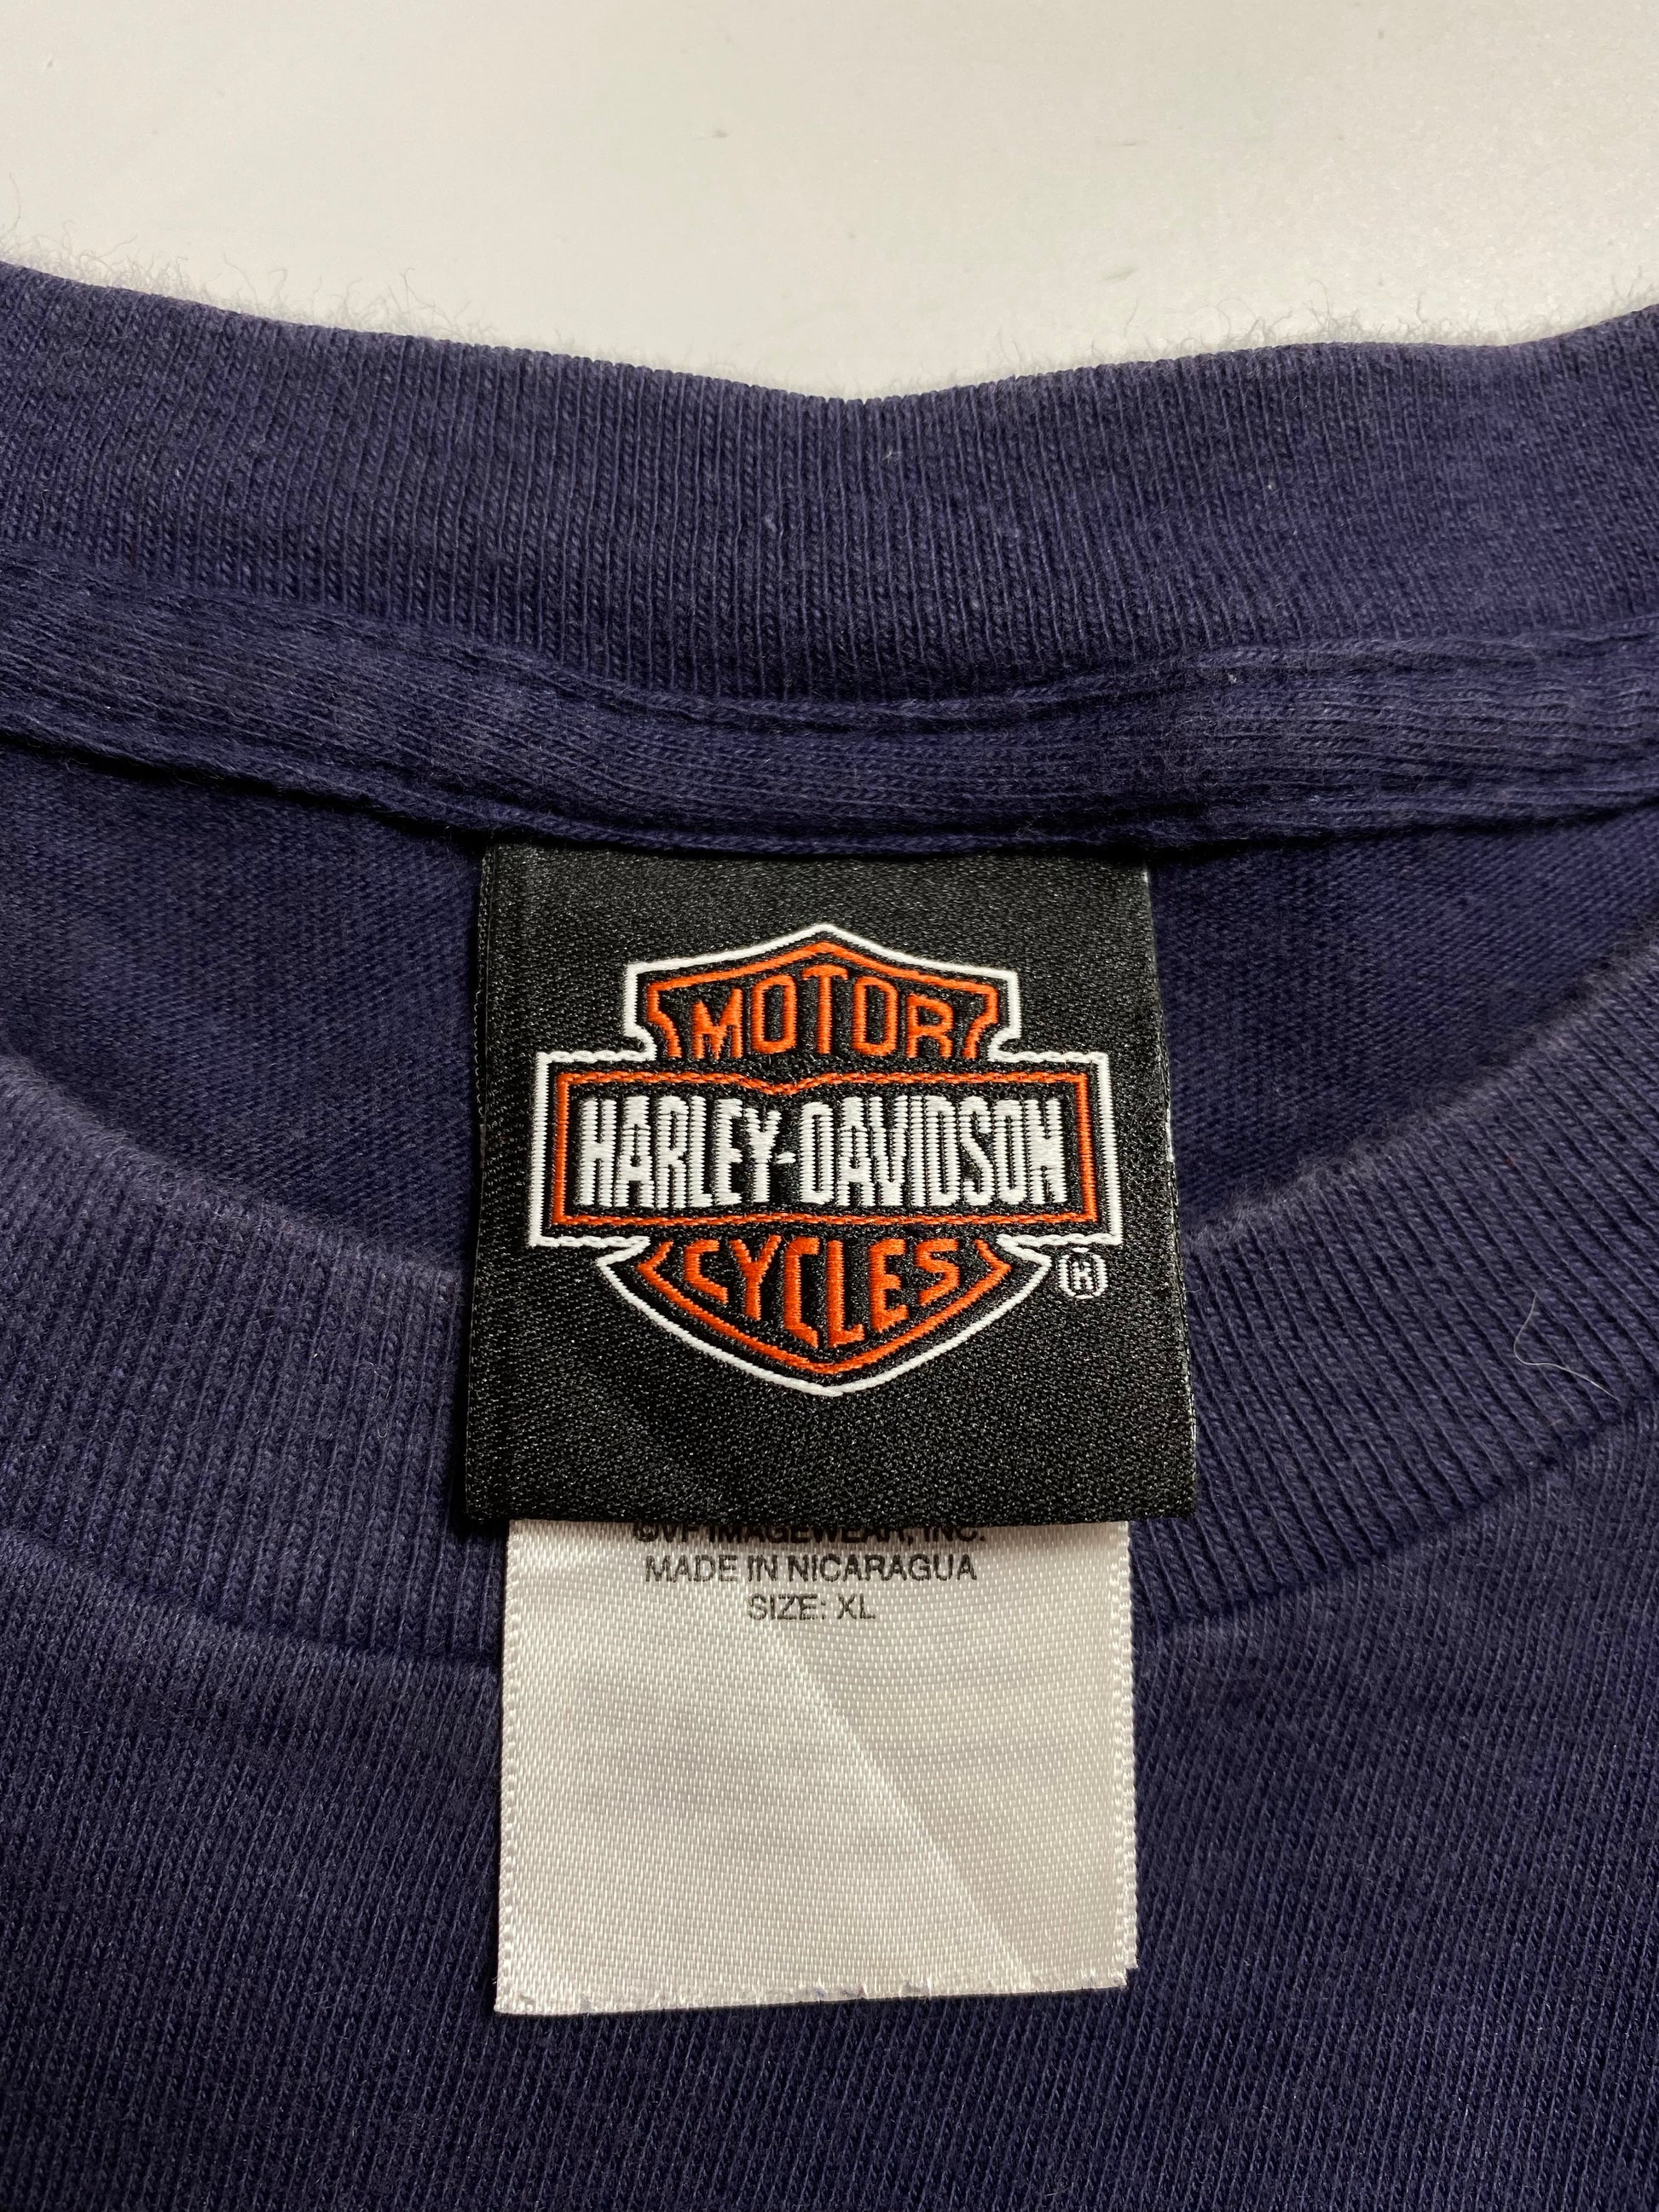 MOTOR
HARLEY-DAVIDSON
CYCLES
®
©VF IMAGEWEAR, INC.
MADE IN NICARAGUA
SIZE: XL